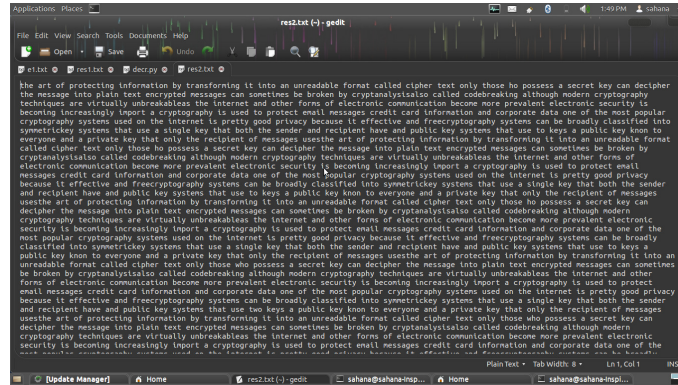 Applications Places
1:49 PM sahana
res2.txt (~) - gedit
File Edit View Search Tools Documents Help
Open Save Undo
e1.txt res1.txt decr.py res2.txt
the art of protecting information by transforming it into an unreadable format called cipher text only those ho possess a secret key can decipher
the message into plain text encrypted messages can sometimes be broken by cryptanalysisalso called codebreaking although modern cryptography
techniques are virtually unbreakableas the internet and other forms of electronic communication become more prevalent electronic security is
becoming increasingly import a cryptography is used to protect email messages credit card information and corporate data one of the most popular
cryptography systems used on the internet is pretty good privacy because it effective and freecryptography systems can be broadly classified into
symmetrickey systems that use a single key that both the sender and recipient have and public key systems that use to keys a public key knon to
everyone and a private key that only the recipient of messages usesthe art of protecting information by transforming it into an unreadable format
called cipher text only those ho possess a secret key can decipher the message into plain text encrypted messages can sometimes be broken by
cryptanalysisalso called codebreaking although modern cryptography techniques are virtually unbreakableas the internet and other forms of
electronic communication become more prevalent electronic security is becoming increasingly import a cryptography is used to protect email
messages credit card information and corporate data one of the most popular cryptography systems used on the internet is pretty good privacy
because it effective and freecryptography systems can be broadly classified into symmetrickey systems that use a single key that both the sender
and recipient have and public key systems that use to keys a public key knon to everyone and a private key that only the recipient of messages
usesthe art of protecting information by transforming it into an unreadable format called cipher text only those ho possess a secret key can
decipher the message into plain text encrypted messages can sometimes be broken by cryptanalysisalso called codebreaking although modern
cryptography techniques are virtually unbreakableas the internet and other forms of electronic communication become more prevalent electronic
security is becoming increasingly import a cryptography is used to protect email messages credit card information and corporate data one of the
most popular cryptography systems used on the internet is pretty good privacy because it effective and freecryptography systems can be broadly
classified into symmetrickey systems that use a single key that both the sender and recipient have and public key systems that use to keys a
public key knon to everyone and a private key that only the recipient of messages usesthe art of protecting information by transforming it into an
unreadable format called cipher text only those who possess a secret key can decipher the message into plain text encrypted messages can sometimes
be broken by cryptanalysisalso called codebreaking although modern cryptography techniques are virtually unbreakableas the internet and other
forms of electronic communication become more prevalent electronic security is becoming increasingly import a cryptography is used to protect
email messages credit card information and corporate data one of the most popular cryptography systems used on the internet is pretty good privacy
because it effective and freecryptography systems can be broadly classified into symmetrickey systems that use a single key that both the sender
and recipient have and public key systems that use two keys a public key knon to everyone and a private key that only the recipient of messages
usesthe art of protecting information by transforming it into an unreadable format called cipher text only those who possess a secret key can
decipher the message into plain text encrypted messages can sometimes be broken by cryptanalysisalso called codebreaking although modern
cryptography techniques are virtually unbreakableas the internet and other forms of electronic communication become more prevalent electronic
security is becoming increasingly import a cryptography is used to protect email messages credit card information and corporate data one of the
Plain Text Tab Width: 8 Ln 1, Col 1 INS
[Update Manager] Home res2.txt (~) - gedit sahana@sahana-Insp... Home sahana@sahana-Inspi...